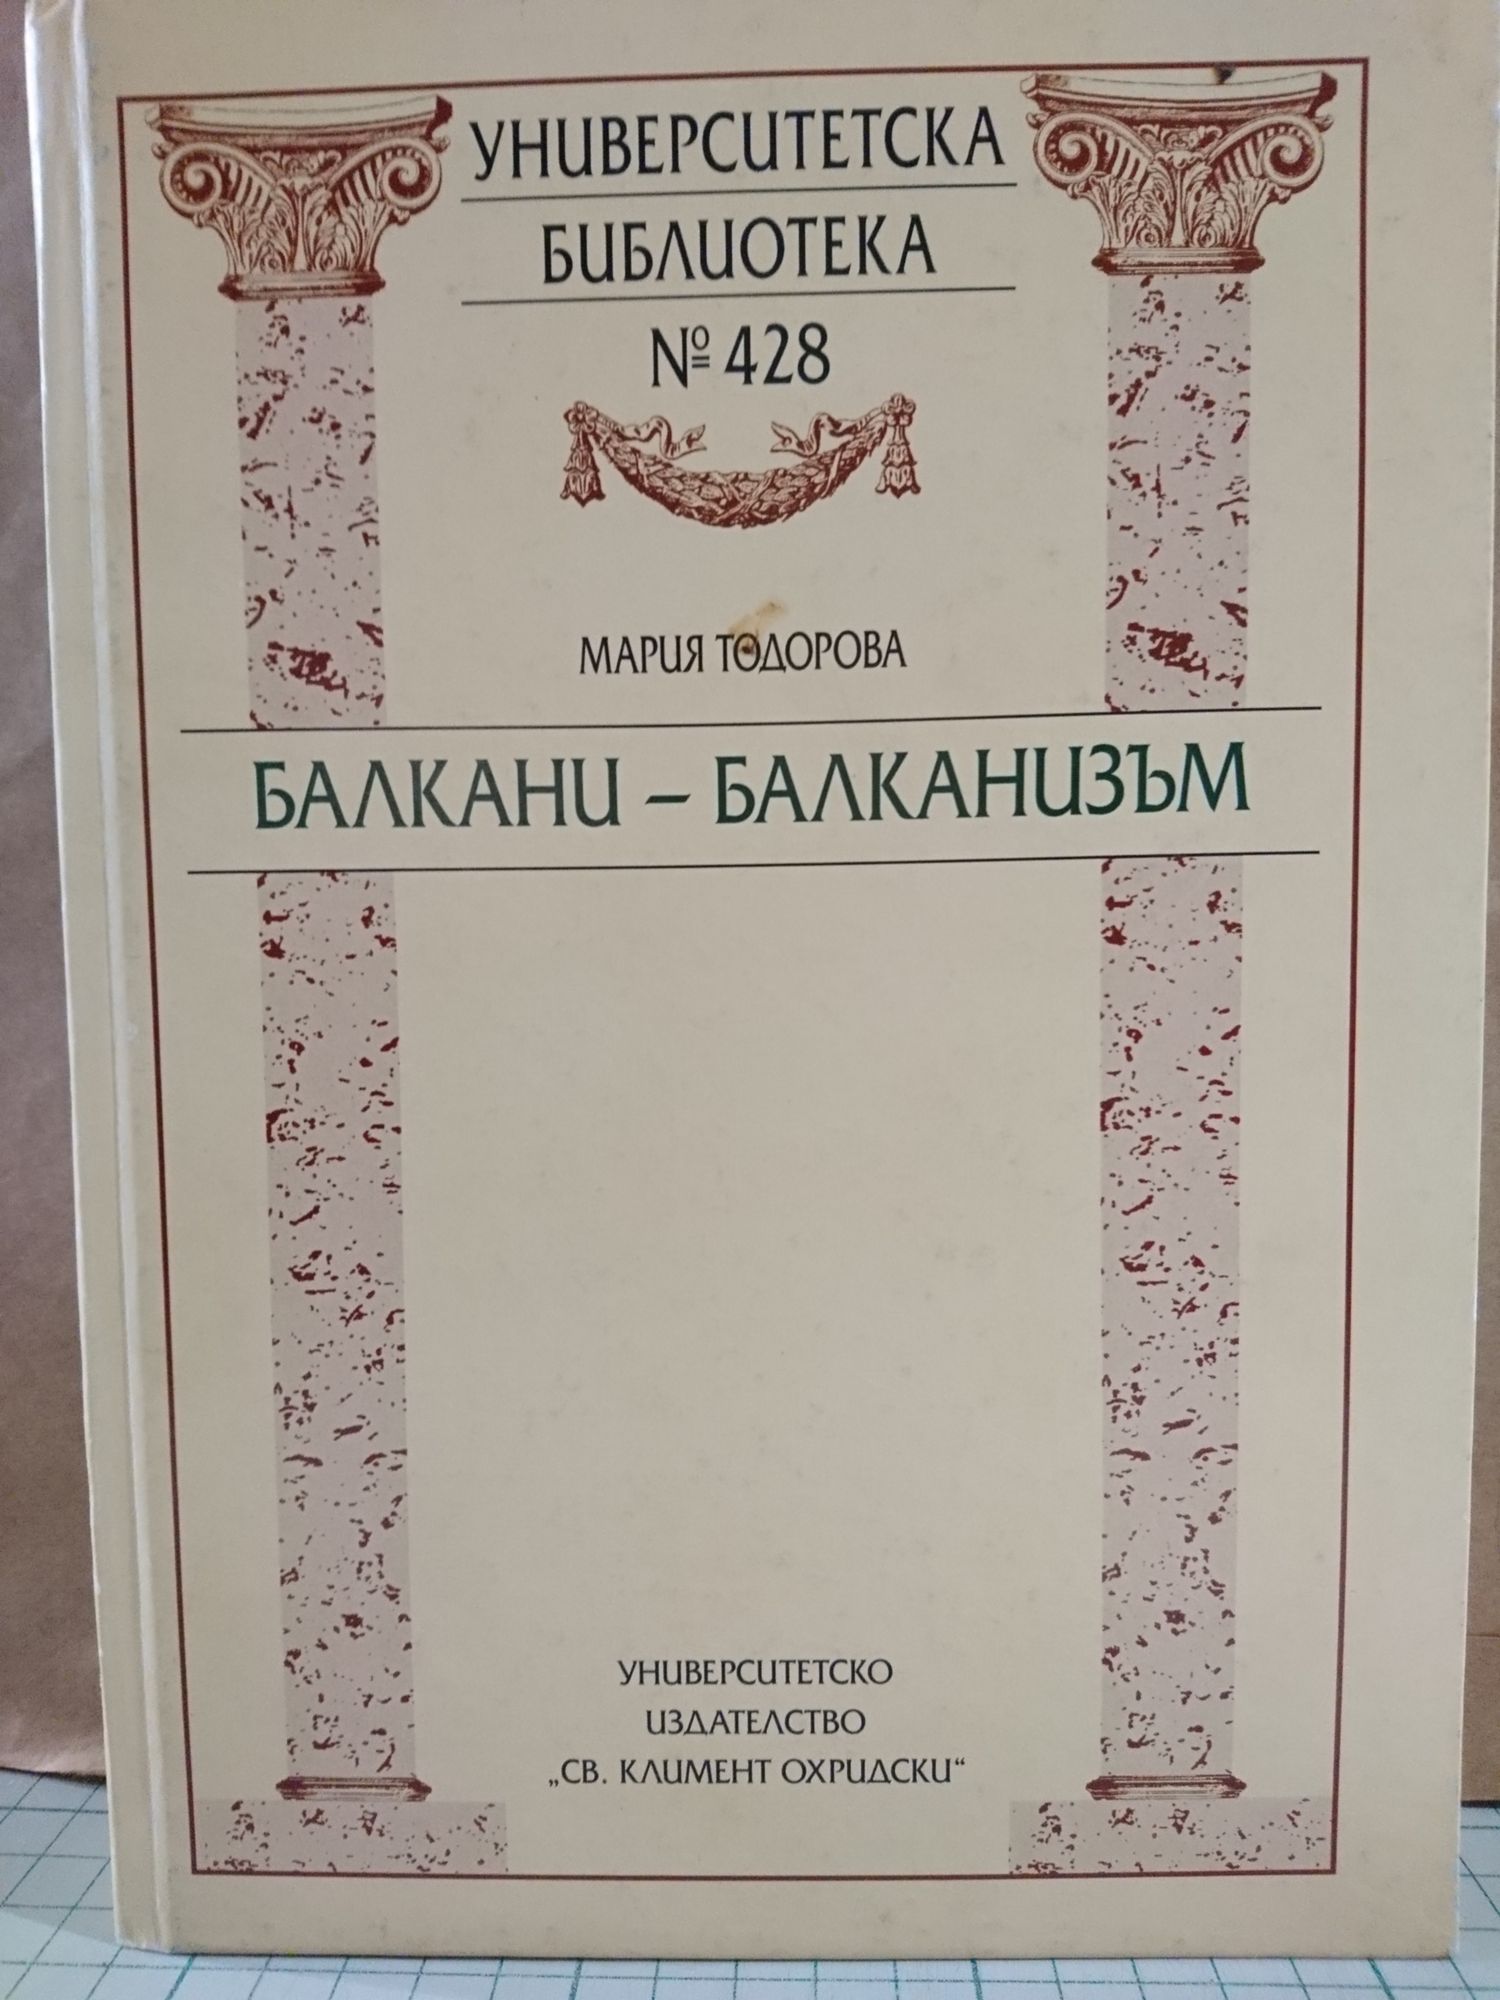 УНИВЕРСИТЕТСКА
БИБЛИОТЕКА
№ 428
МАРИЯ ТОДОРОВА
БАЛКАНИ – БАЛКАНИЗЪМ
УНИВЕРСИТЕТСКО
ИЗДАТЕЛСТВО
„СВ. КЛИМЕНТ ОХРИДСКИ“